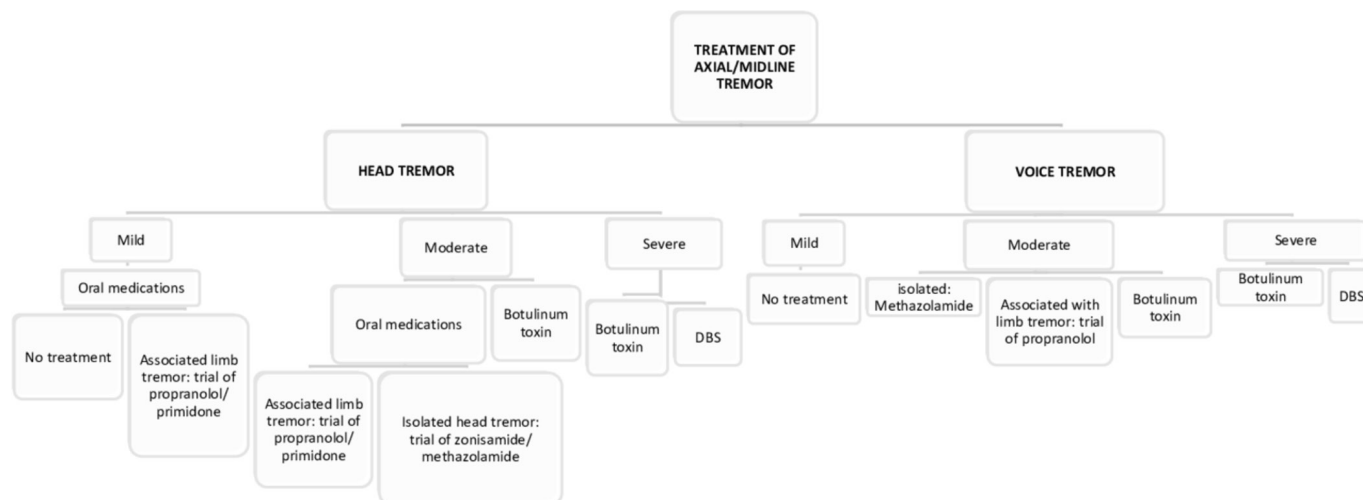 TREATMENT OF
AXIAL/MIDLINE
TREMOR
HEAD TREMOR
VOICE TREMOR
Mild
Moderate
Severe
Mild
Moderate
Severe
Oral medications
No treatment
Associated limb
tremor: trial of
propranolol/
primidone
Oral medications
Botulinum
toxin
Associated limb
tremor: trial of
propranolol/
primidone
Isolated head tremor:
trial of zonisamide/
methazolamide
Botulinum
toxin
DBS
No treatment
isolated:
Methazolamide
Associated with
limb tremor: trial
of propranolol
Botulinum
toxin
Botulinum
toxin
DBS